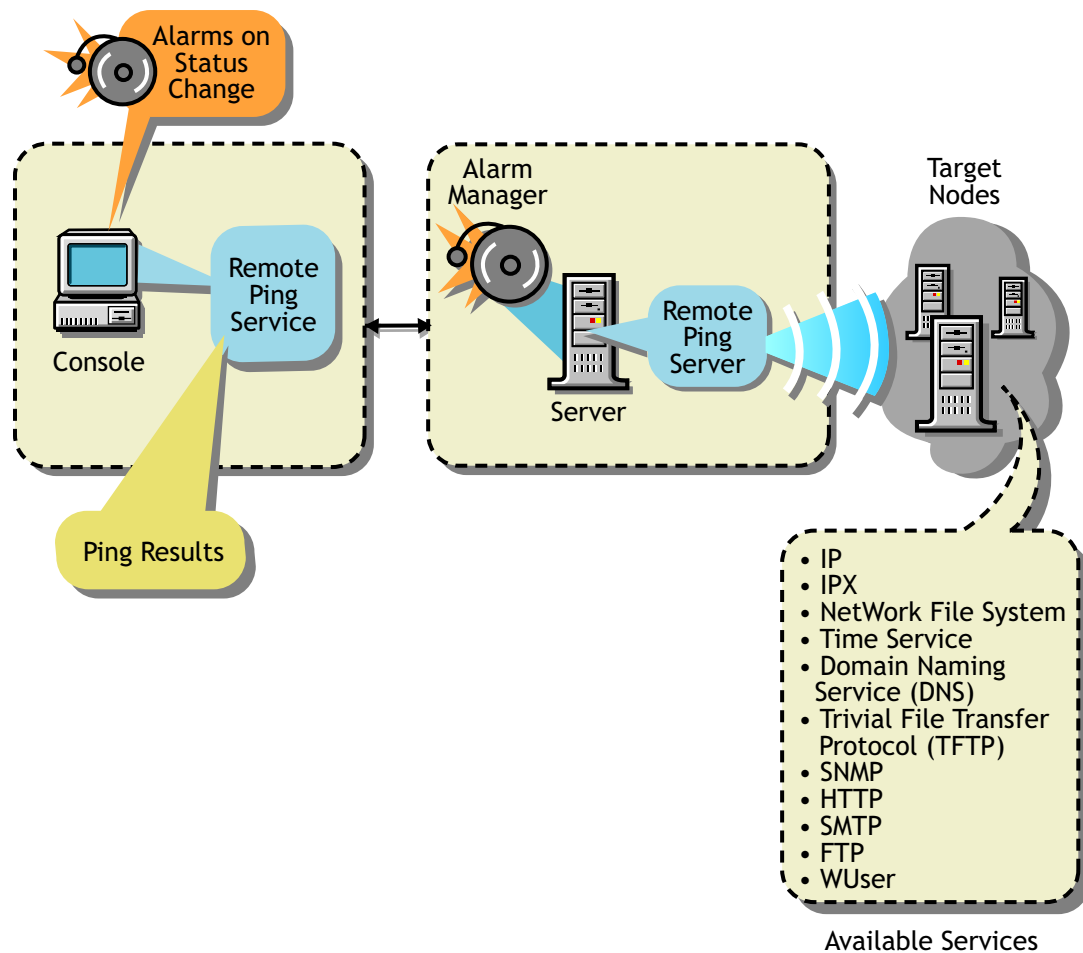 Alarms on
Status
Change
Alarm
Manager
Target
Nodes
Remote
Ping
Service
Console
Remote
Ping
Server
Server
Ping Results
• IP
• IPX
• NetWork File System
• Time Service
• Domain Naming
Service (DNS)
• Trivial File Transfer
Protocol (TFTP)
• SNMP
• HTTP
• SMTP
• FTP
• WUser
Available Services